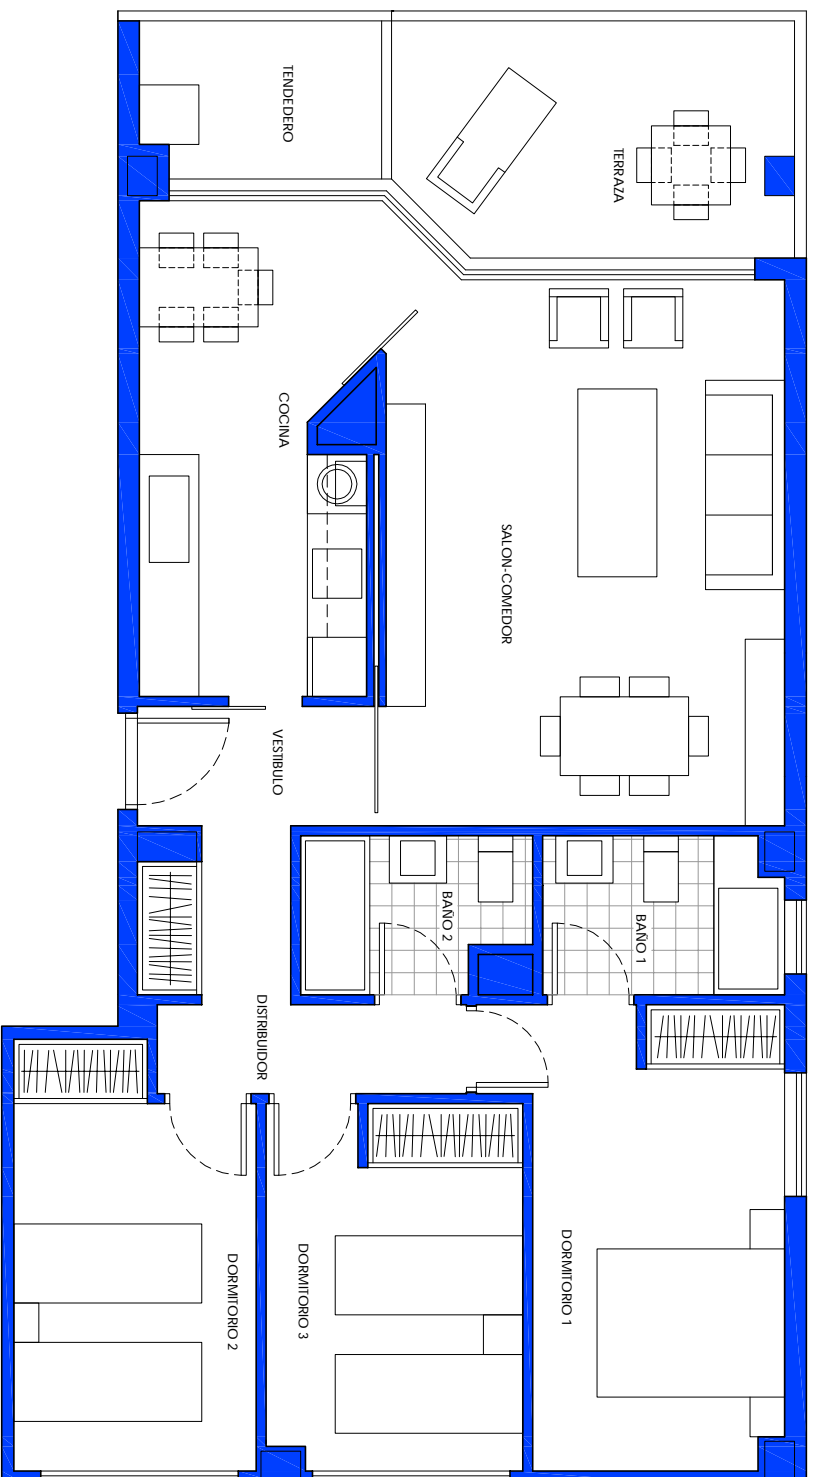 TENDEDERO
TERRAZA
COCINA
SALON-COMEDOR
VESTIBULO
BAÑO 2
BAÑO 1
DISTRIBUIDOR
DORMITORIO 2
DORMITORIO 3
DORMITORIO 1